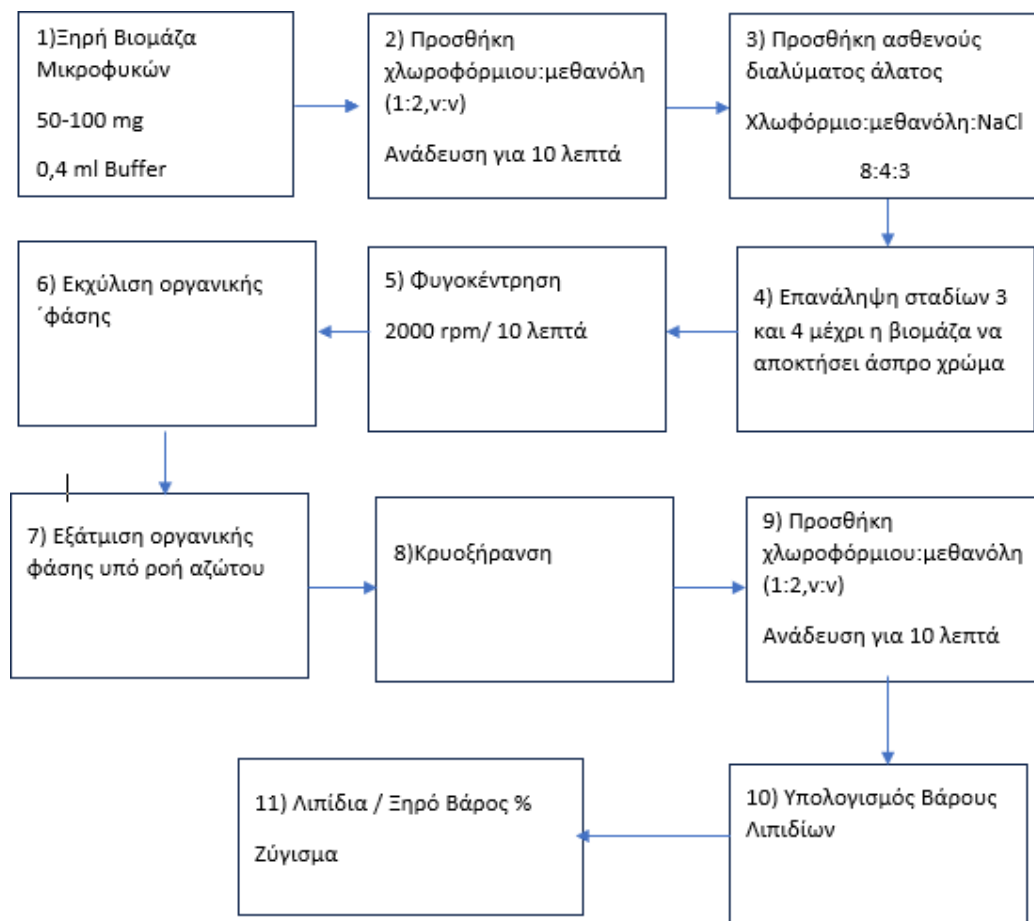 1)Ξηρή Βιομάζα
Μικροφυκών
50-100 mg
0,4 ml Buffer
2) Προσθήκη
χλωροφόρμιου:μεθανόλη
(1:2,v:v)
Ανάδευση για 10 λεπτά
3) Προσθήκη ασθενούς
διαλύματος άλατος
Χλωφόρμιο:μεθανόλη:NaCl
8:4:3
4) Επανάληψη σταδίων 3
και 4 μέχρι η βιομάζα να
αποκτήσει άσπρο χρώμα
5) Φυγοκέντρηση
2000 rpm/ 10 λεπτά
6) Εκχύλιση οργανικής
΄φάσης
7) Εξάτμιση οργανικής
φάσης υπό ροή αζώτου
8)Κρυοξήρανση
9) Προσθήκη
χλωροφόρμιου:μεθανόλη
(1:2,v:v)
Ανάδευση για 10 λεπτά
10) Υπολογισμός Βάρους
Λιπιδίων
11) Λιπίδια / Ξηρό Βάρος %
Ζύγισμα